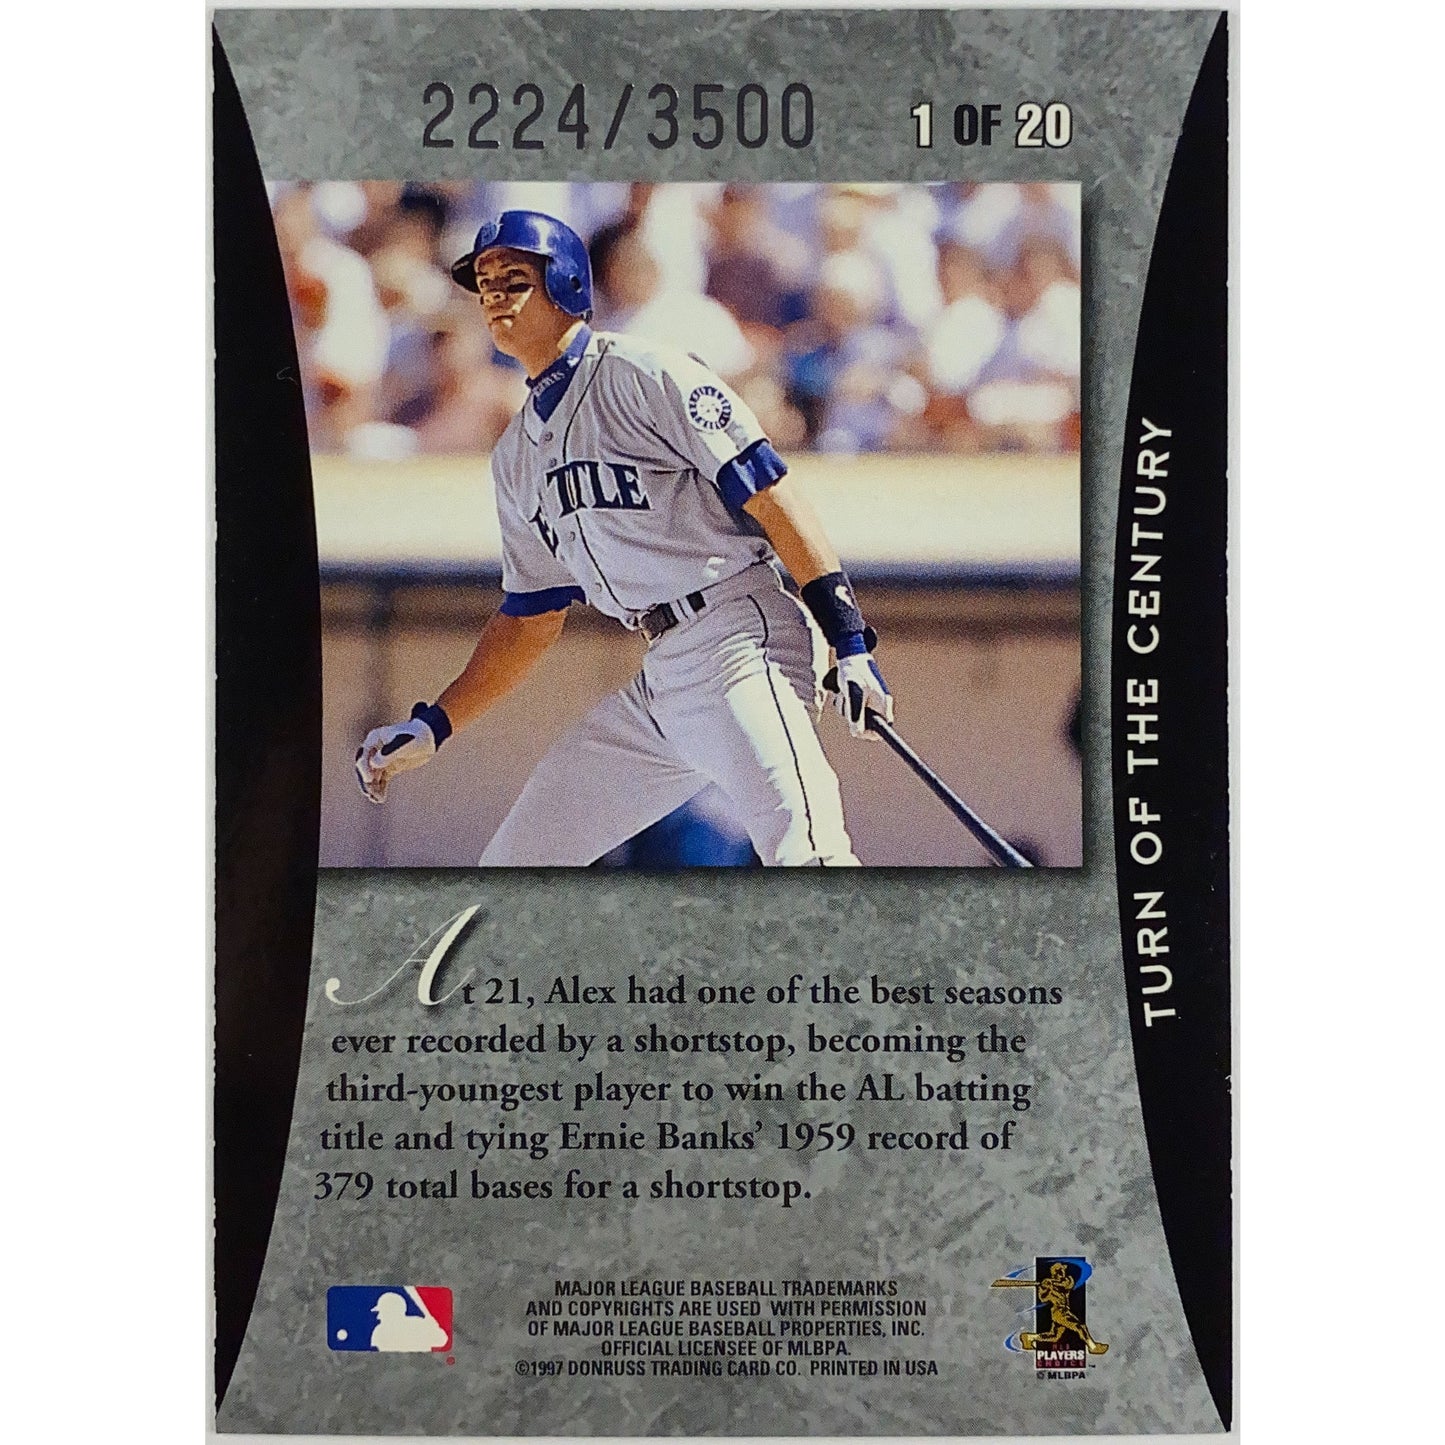 2224/3500
1 OF 20
TTLE
TURN OF THE CENTURY
At 21, Alex had one of the best seasons
ever recorded by a shortstop, becoming the
third-youngest player to win the AL batting
title and tying Ernie Banks’ 1959 record of
379 total bases for a shortstop.
MAJOR LEAGUE BASEBALL TRADEMARKS
AND COPYRIGHTS ARE USED WITH PERMISSION
OF MAJOR LEAGUE BASEBALL PROPERTIES, INC.
OFFICIAL LICENSEE OF MLBPA.
©1997 DONRUSS TRADING CARD CO. PRINTED IN USA
PLAYERS
CHOICE
© MLBPA